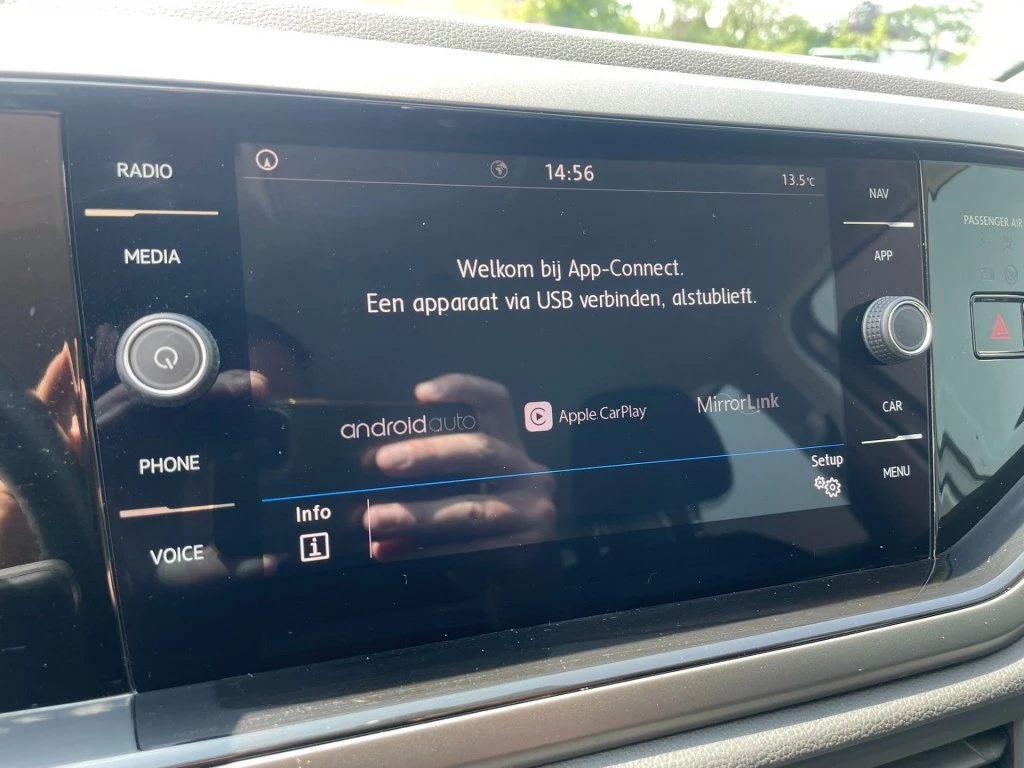 RADIO
MEDIA
PHONE
VOICE
14:56
13.5°C
Welkom bij App-Connect.
Een apparaat via USB verbinden, alstublieft.
androidauto
Apple CarPlay
MirrorLink
Setup
Info
i
NAV
APP
CAR
MENU
PASSENGER AIR